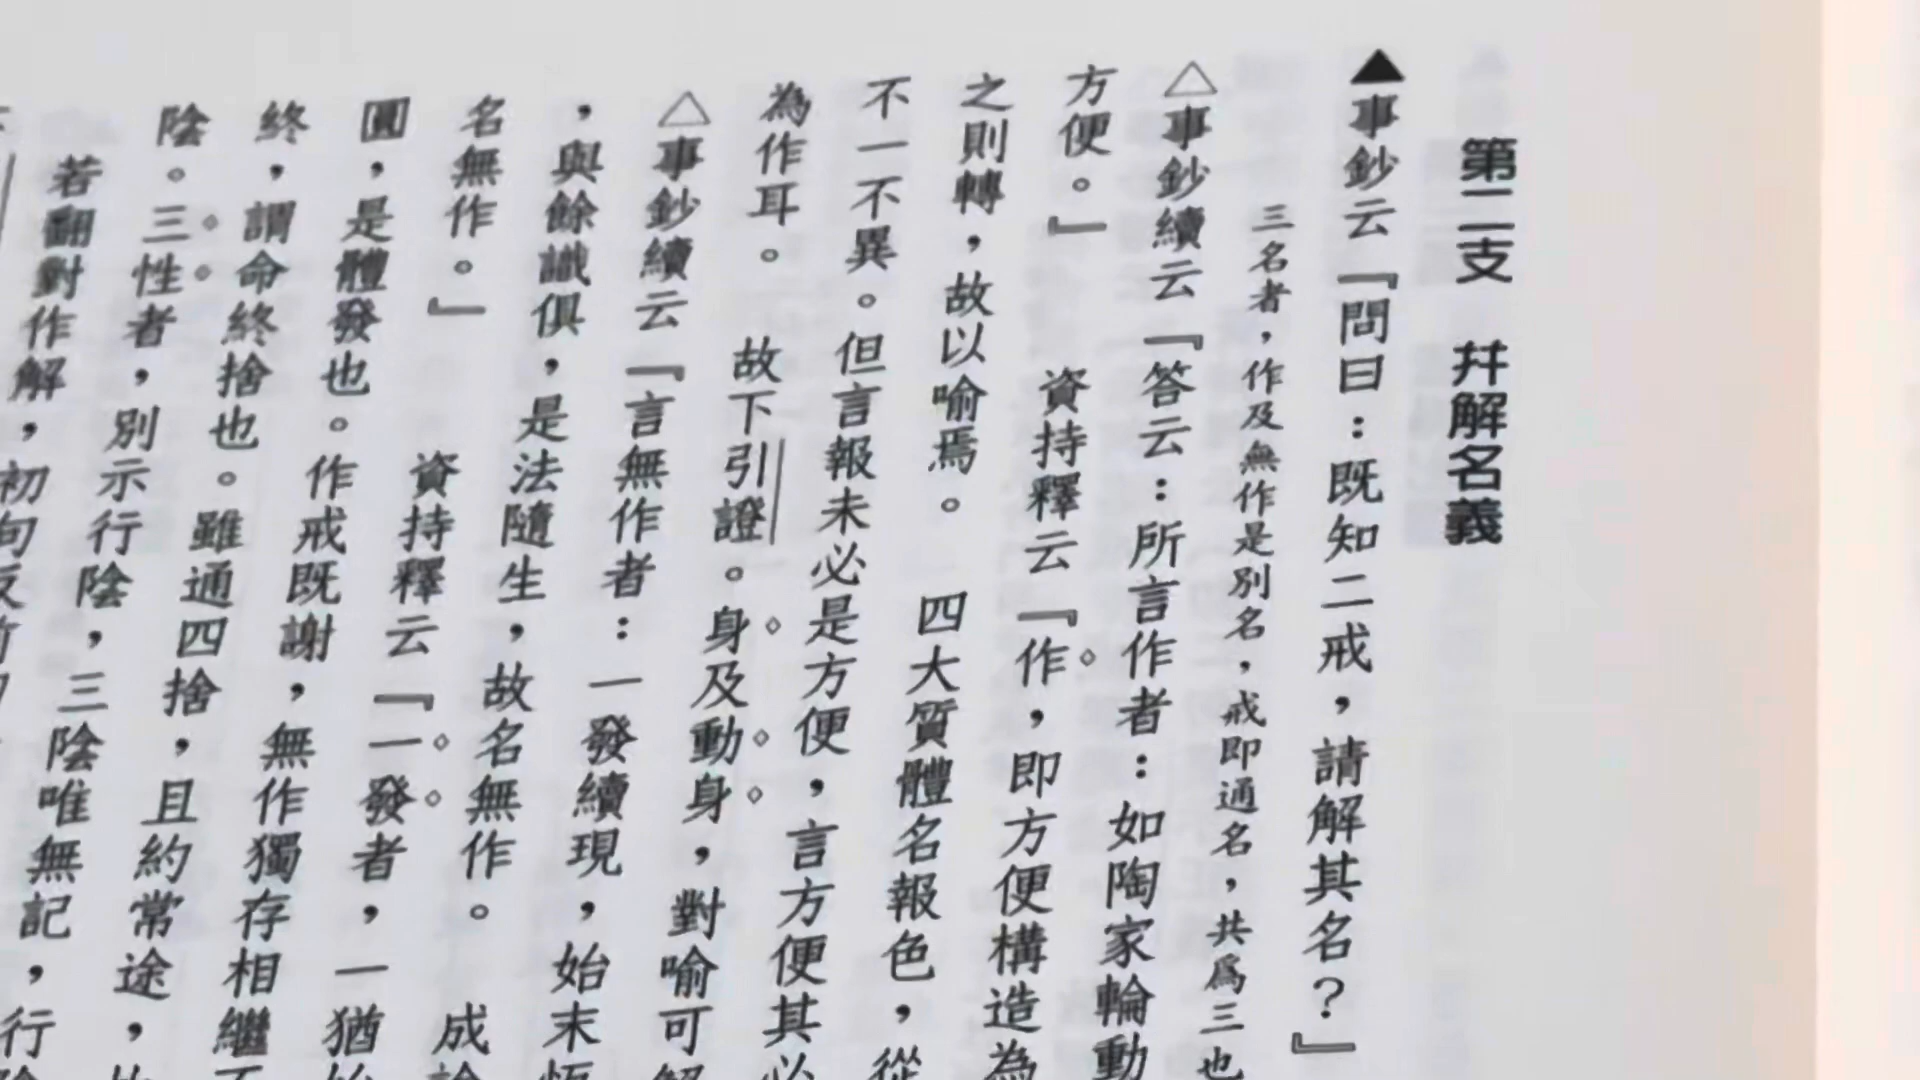 第二支　幷解名義
▲事鈔云『問曰：既知二戒，請解其名？』
三名者，作及無作是別名，戒即通名，共為三也
△事鈔續云『答云：所言作者：如陶家輪動
方便。』　資持釋云『作，即方便構造為
之則轉，故以喻焉。　四大質體名報色，從
不一不異。但言報未必是方便，言方便其必
為作耳。　故下引證。身及動身，對喻可解
△事鈔續云『言無作者：一發續現，始末恆
，與餘識俱，是法隨生，故名無作。　成論
名無作。』　資持釋云『一發者，一猶始
圓，是體發也。作戒既謝，無作獨存相繼不
終，謂命終捨也。雖通四捨，且約常途，
陰。三性者，別示行陰，三陰唯無記，行
若翻對作解，初句反前